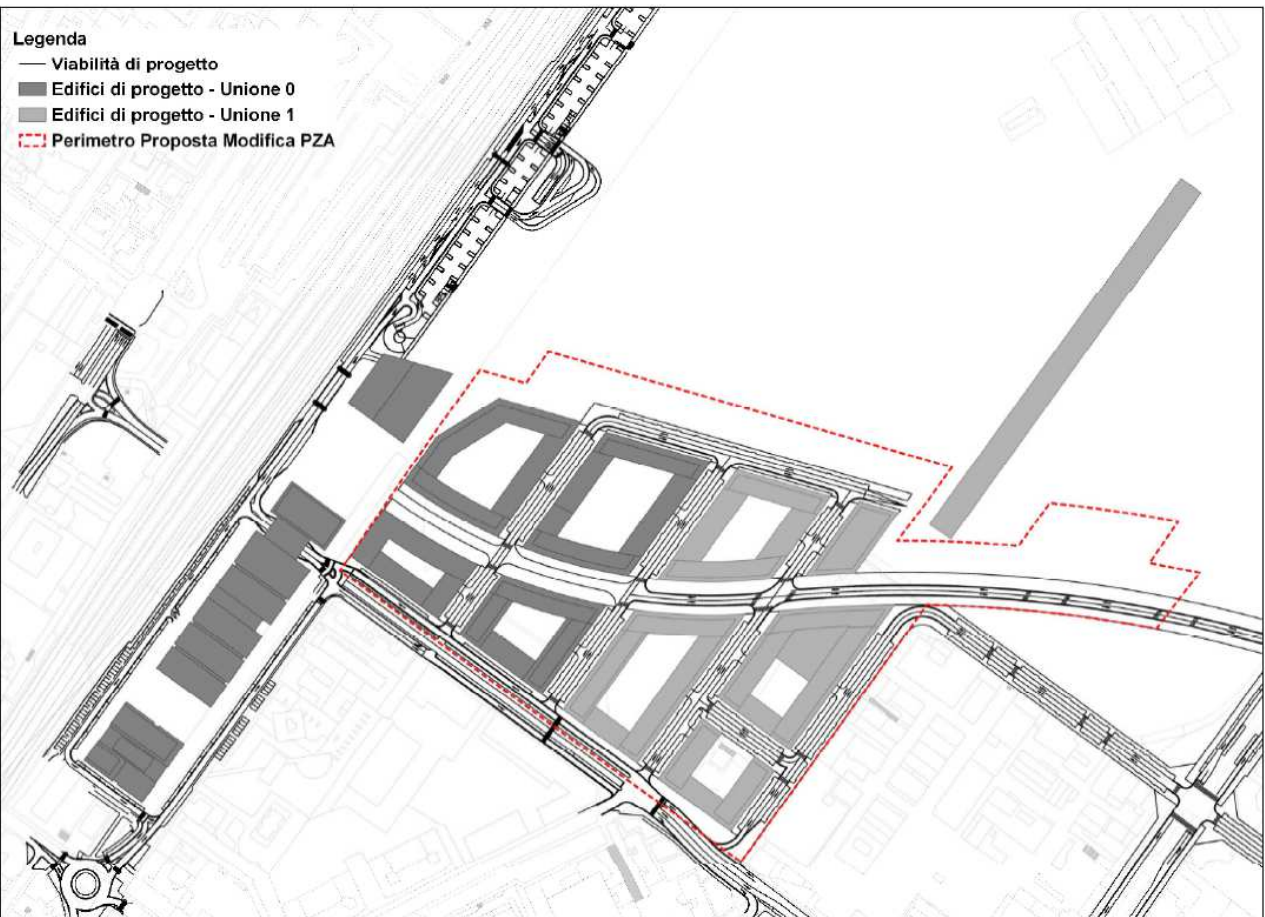 Legenda
Viabilità di progetto
Edifici di progetto - Unione 0
Edifici di progetto - Unione 1
Perimetro Proposta Modifica PZA